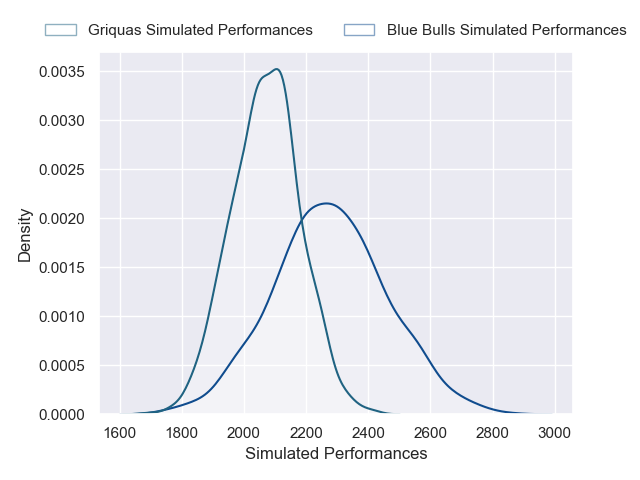 Griquas Simulated Performances
Blue Bulls Simulated Performances
0.0035
0.0030
0.0025
0.0020
0.0015
0.0010
0.0005
0.0000
Density
1600 1800 2000 2200 2400 2600 2800 3000
Simulated Performances